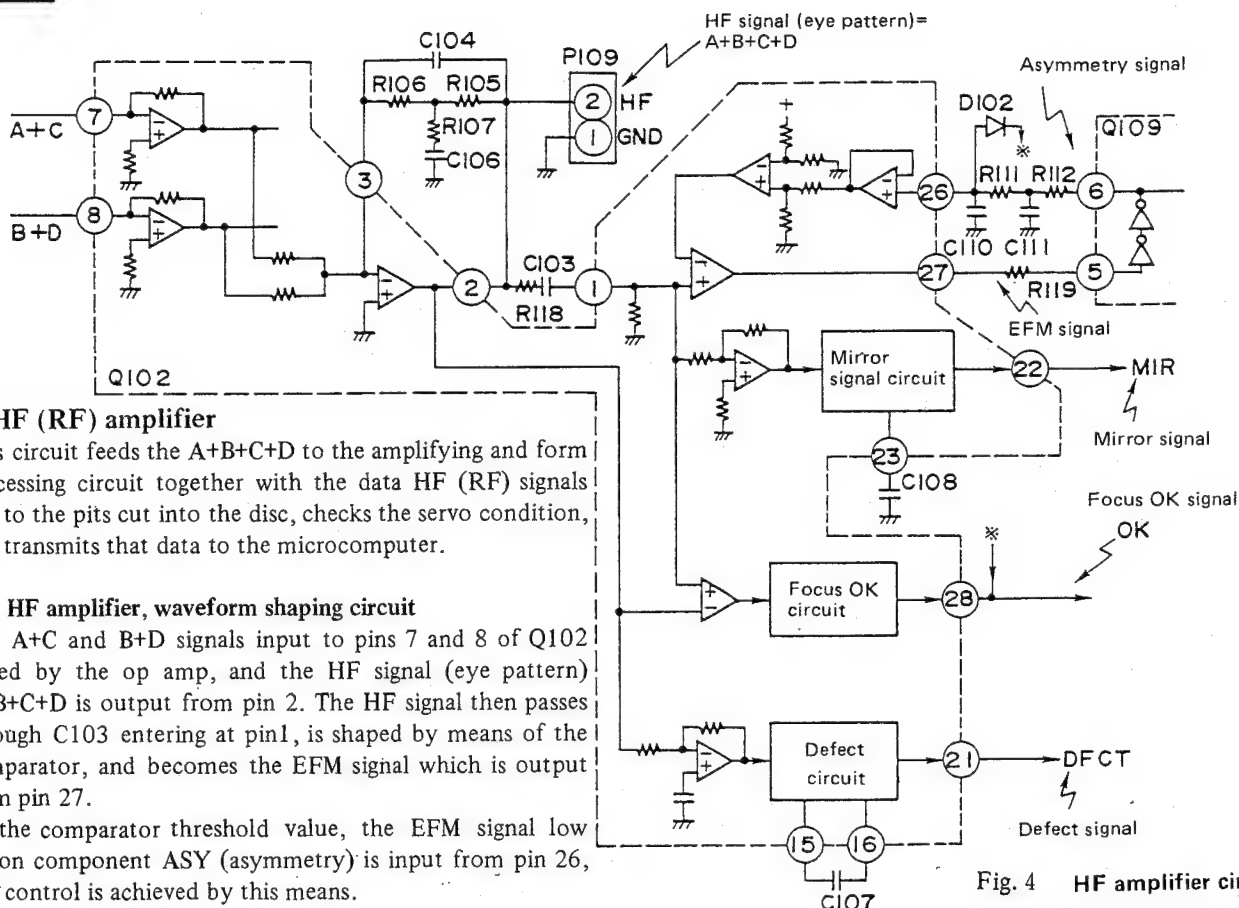 HF signal (eye pattern)=
A+B+C+D
C104
P109
Asymmetry signal
R106 R105
2 HF
D102
Q109
7
A+C
R107
1 GND
※
C106
+
R111 R112
3
26
6
8
B+D
C103
C110 C111
2
1
27
5
R118
R119
EFM signal
Q102
Mirror
signal circuit
22
MIR
Mirror signal
23
C108
HF (RF) amplifier
s circuit feeds the A+B+C+D to the amplifying and form
cessing circuit together with the data HF (RF) signals
to the pits cut into the disc, checks the servo condition,
transmits that data to the microcomputer.
Focus OK signal
※
OK
Focus OK
circuit
28
HF amplifier, waveform shaping circuit
A+C and B+D signals input to pins 7 and 8 of Q102
ed by the op amp, and the HF signal (eye pattern)
B+C+D is output from pin 2. The HF signal then passes
ough C103 entering at pin1, is shaped by means of the
parator, and becomes the EFM signal which is output
m pin 27.
the comparator threshold value, the EFM signal low
on component ASY (asymmetry) is input from pin 26,
control is achieved by this means.
Defect
circuit
21
DFCT
Defect signal
15 16
C107
Fig. 4 HF amplifier cir